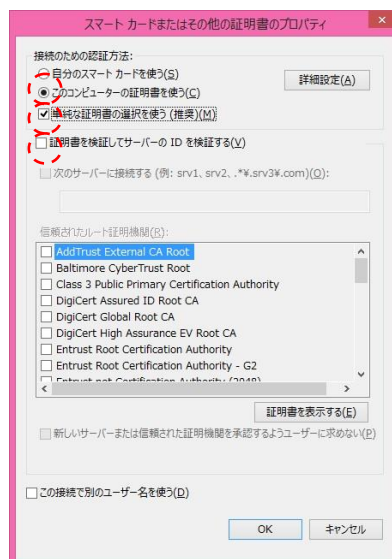 スマート カードまたはその他の証明書のプロパティ
接続のための認証方法:
自分のスマート カードを使う(S)
詳細設定(A)
このコンピューターの証明書を使う(C)
単純な証明書の選択を使う (推奨)(M)
証明書を検証してサーバーの ID を検証する(V)
次のサーバーに接続する (例: srv1、srv2、.*¥.srv3¥.com)(O):
信頼されたルート証明機関(R):
AddTrust External CA Root
Baltimore CyberTrust Root
Class 3 Public Primary Certification Authority
DigiCert Assured ID Root CA
DigiCert Global Root CA
DigiCert High Assurance EV Root CA
Entrust Root Certification Authority
Entrust Root Certification Authority - G2
Entrust.net Certification Authority (2048)
証明書を表示する(E)
新しいサーバーまたは信頼された証明機関を承認するようユーザーに求めない(P)
この接続で別のユーザー名を使う(D)
OK
キャンセル